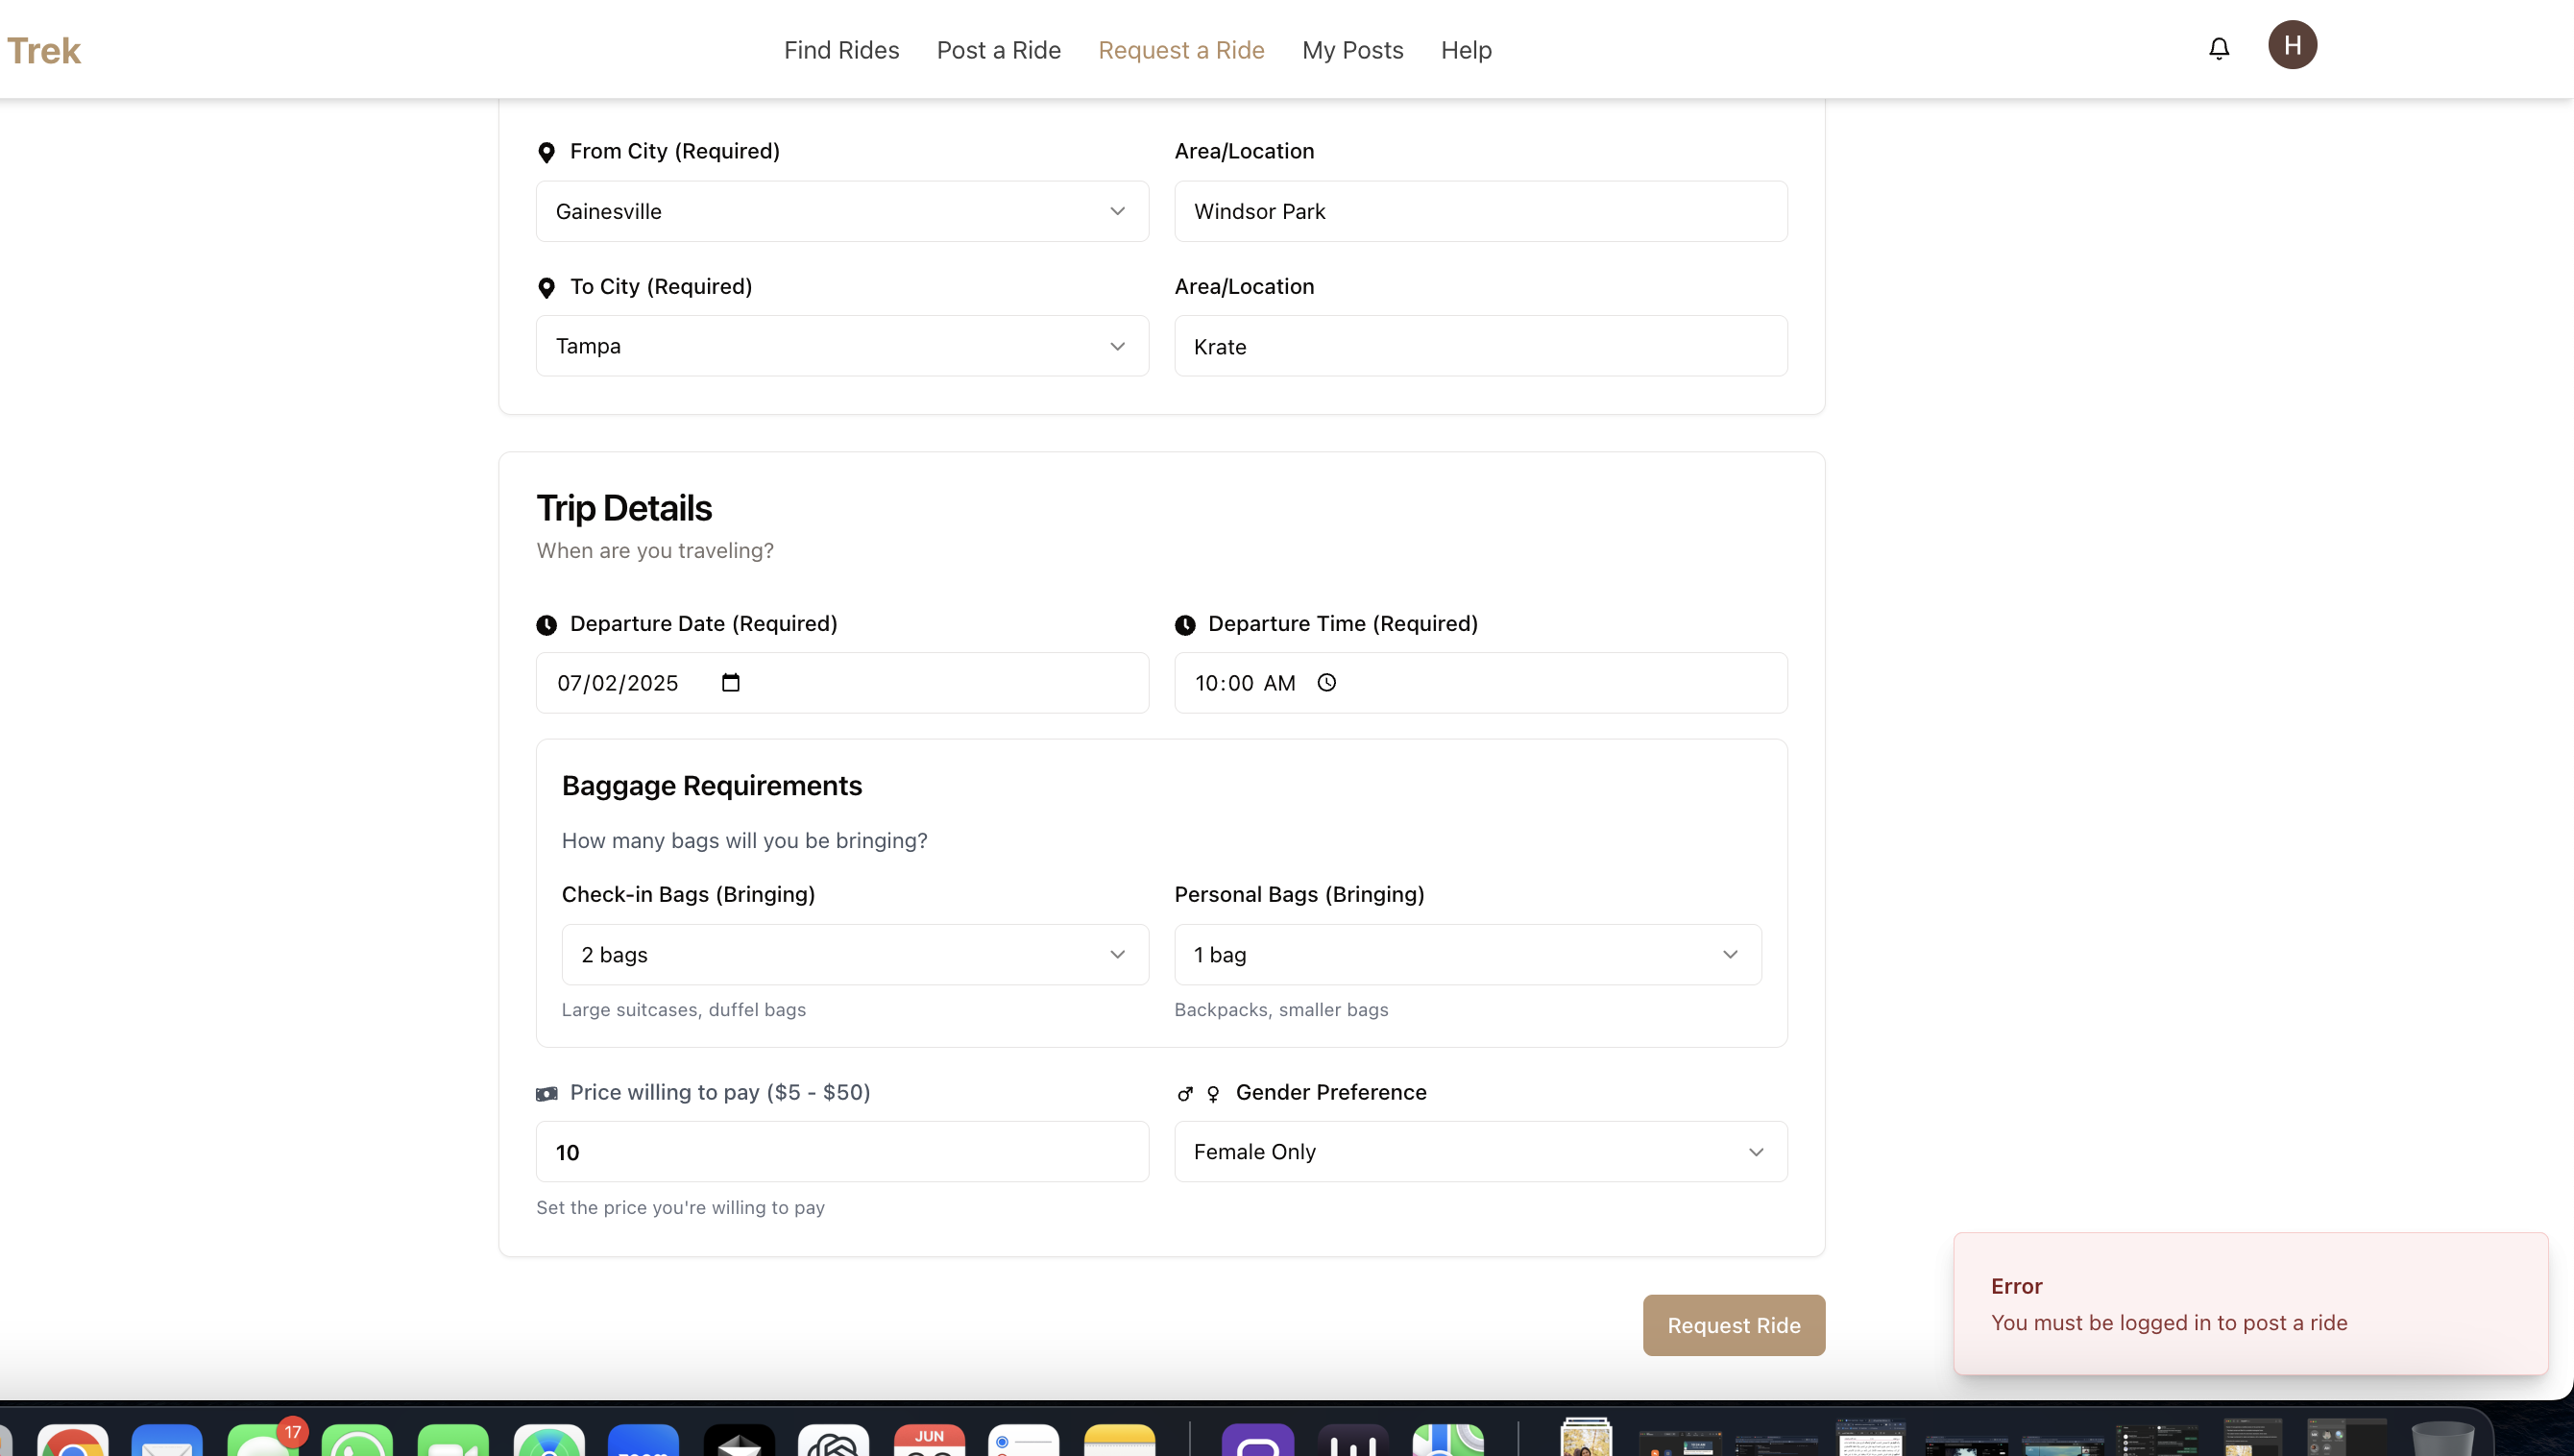 Trek
Find Rides Post a Ride Request a Ride My Posts Help
H
From City (Required) Area/Location
Gainesville Windsor Park
To City (Required) Area/Location
Tampa Krate
Trip Details
When are you traveling?
Departure Date (Required) Departure Time (Required)
07/02/2025 10:00 AM
Baggage Requirements
How many bags will you be bringing?
Check-in Bags (Bringing) Personal Bags (Bringing)
2 bags 1 bag
Large suitcases, duffel bags Backpacks, smaller bags
Price willing to pay ($5 - $50) Gender Preference
10 Female Only
Set the price you're willing to pay
Error
You must be logged in to post a ride
Request Ride
17
JUN